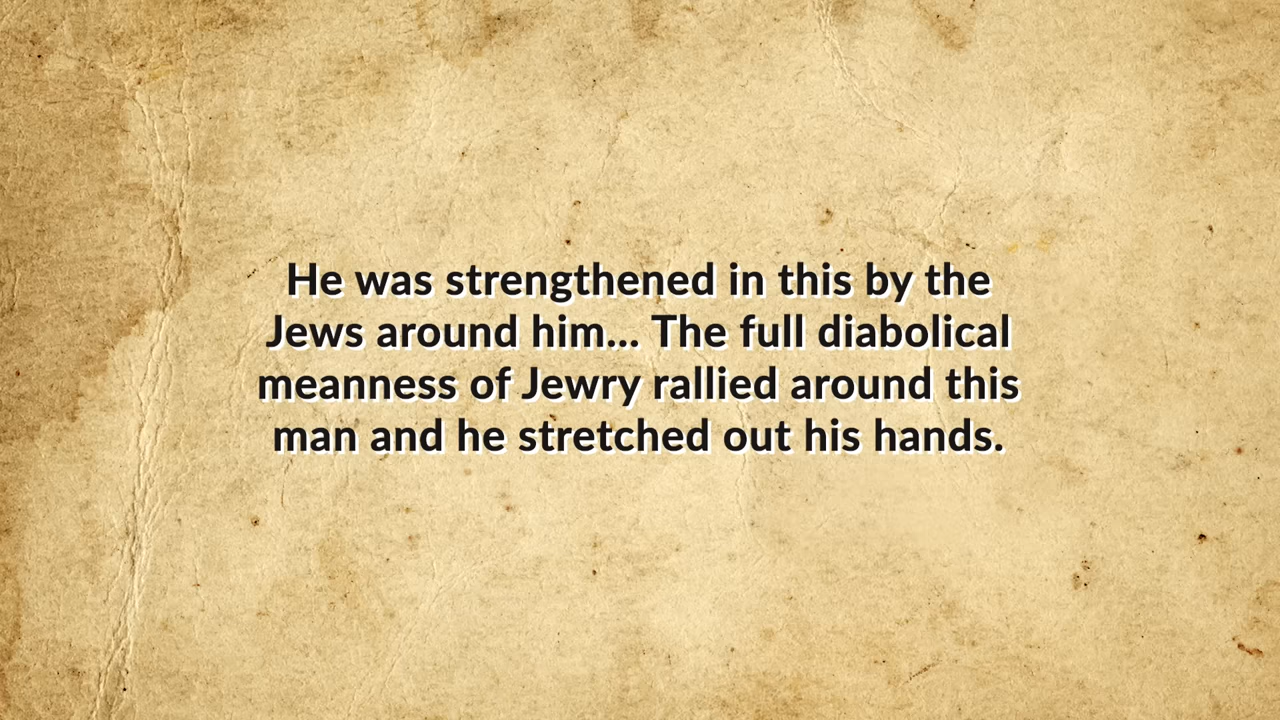 He was strengthened in this by the
Jews around him... The full diabolical
meanness of Jewry rallied around this
man and he stretched out his hands.